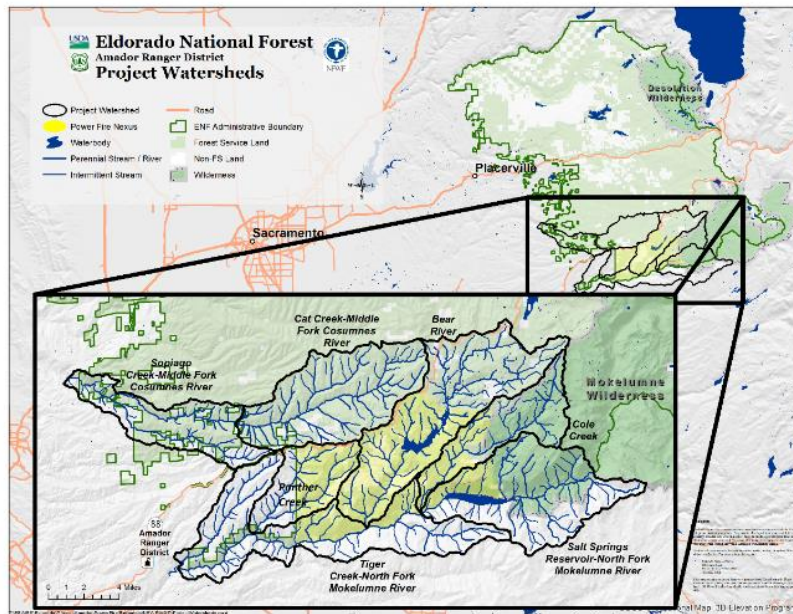 USDA
Eldorado National Forest
Amador Ranger District
Project Watersheds
NFWF
Project Watershed
Power Fire Nexus
Waterbody
Perennial Stream / River
Intermittent Stream
Road
ENF Administrative Boundary
Forest Service Land
Non-FS Land
Wilderness
Desolation
Wilderness
Placerville
Sacramento
Cat Creek-Middle
Fork Cosumnes
River
Bear
River
Sopiago
Creek-Middle Fork
Cosumnes River
Mokelumne
Wilderness
Cole
Creek
Panther
Creek
Amador
Ranger
District
Tiger
Creek-North Fork
Mokelumne River
Salt Springs
Reservoir-North Fork
Mokelumne River
0 1 2 4 Miles
Map 3D Elevation Progr